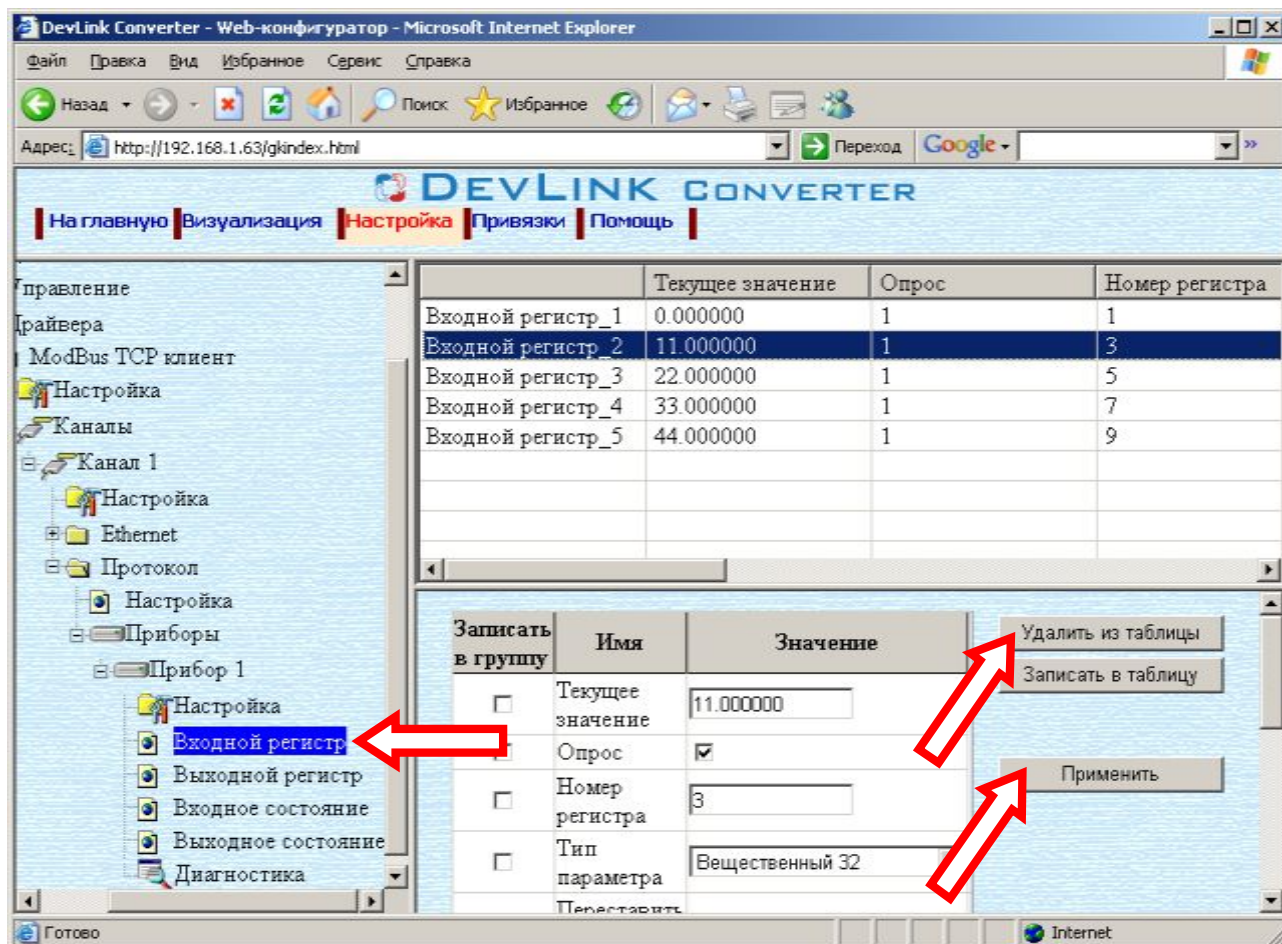 DevLink Converter - Web-конфигуратор - Microsoft Internet Explorer
Файл Правка Вид Избранное Сервис Справка
Назад Поиск Избранное
Адрес: http://192.168.1.63/gkindex.html Переход Google
DEVLINK CONVERTER
На главную Визуализация Настройка Привязки Помощь
Управление
Драйвера
ModBus TCP клиент
Настройка
Каналы
Канал 1
Настройка
Ethernet
Протокол
Настройка
Приборы
Прибор 1
Настройка
Входной регистр
Выходной регистр
Входное состояние
Выходное состояние
Диагностика
Текущее значение Опрос Номер регистра
Входной регистр_1 0.000000 1 1
Входной регистр_2 11.000000 1 3
Входной регистр_3 22.000000 1 5
Входной регистр_4 33.000000 1 7
Входной регистр_5 44.000000 1 9
Записать
в группу
Имя Значение
Текущее
значение
11.000000
Опрос
Номер
регистра
3
Тип
параметра
Вещественный 32
Переставить
Удалить из таблицы
Записать в таблицу
Применить
Готово Internet